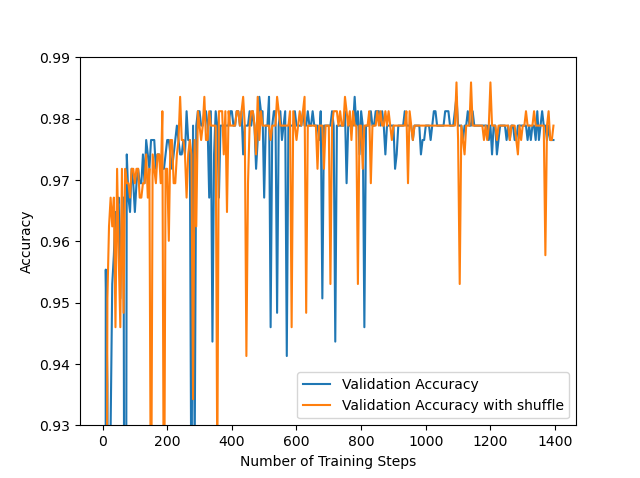 0.99
0.98
0.97
0.96
0.95
0.94
0.93
Accuracy
0 200 400 600 800 1000 1200 1400
Number of Training Steps
Validation Accuracy
Validation Accuracy with shuffle